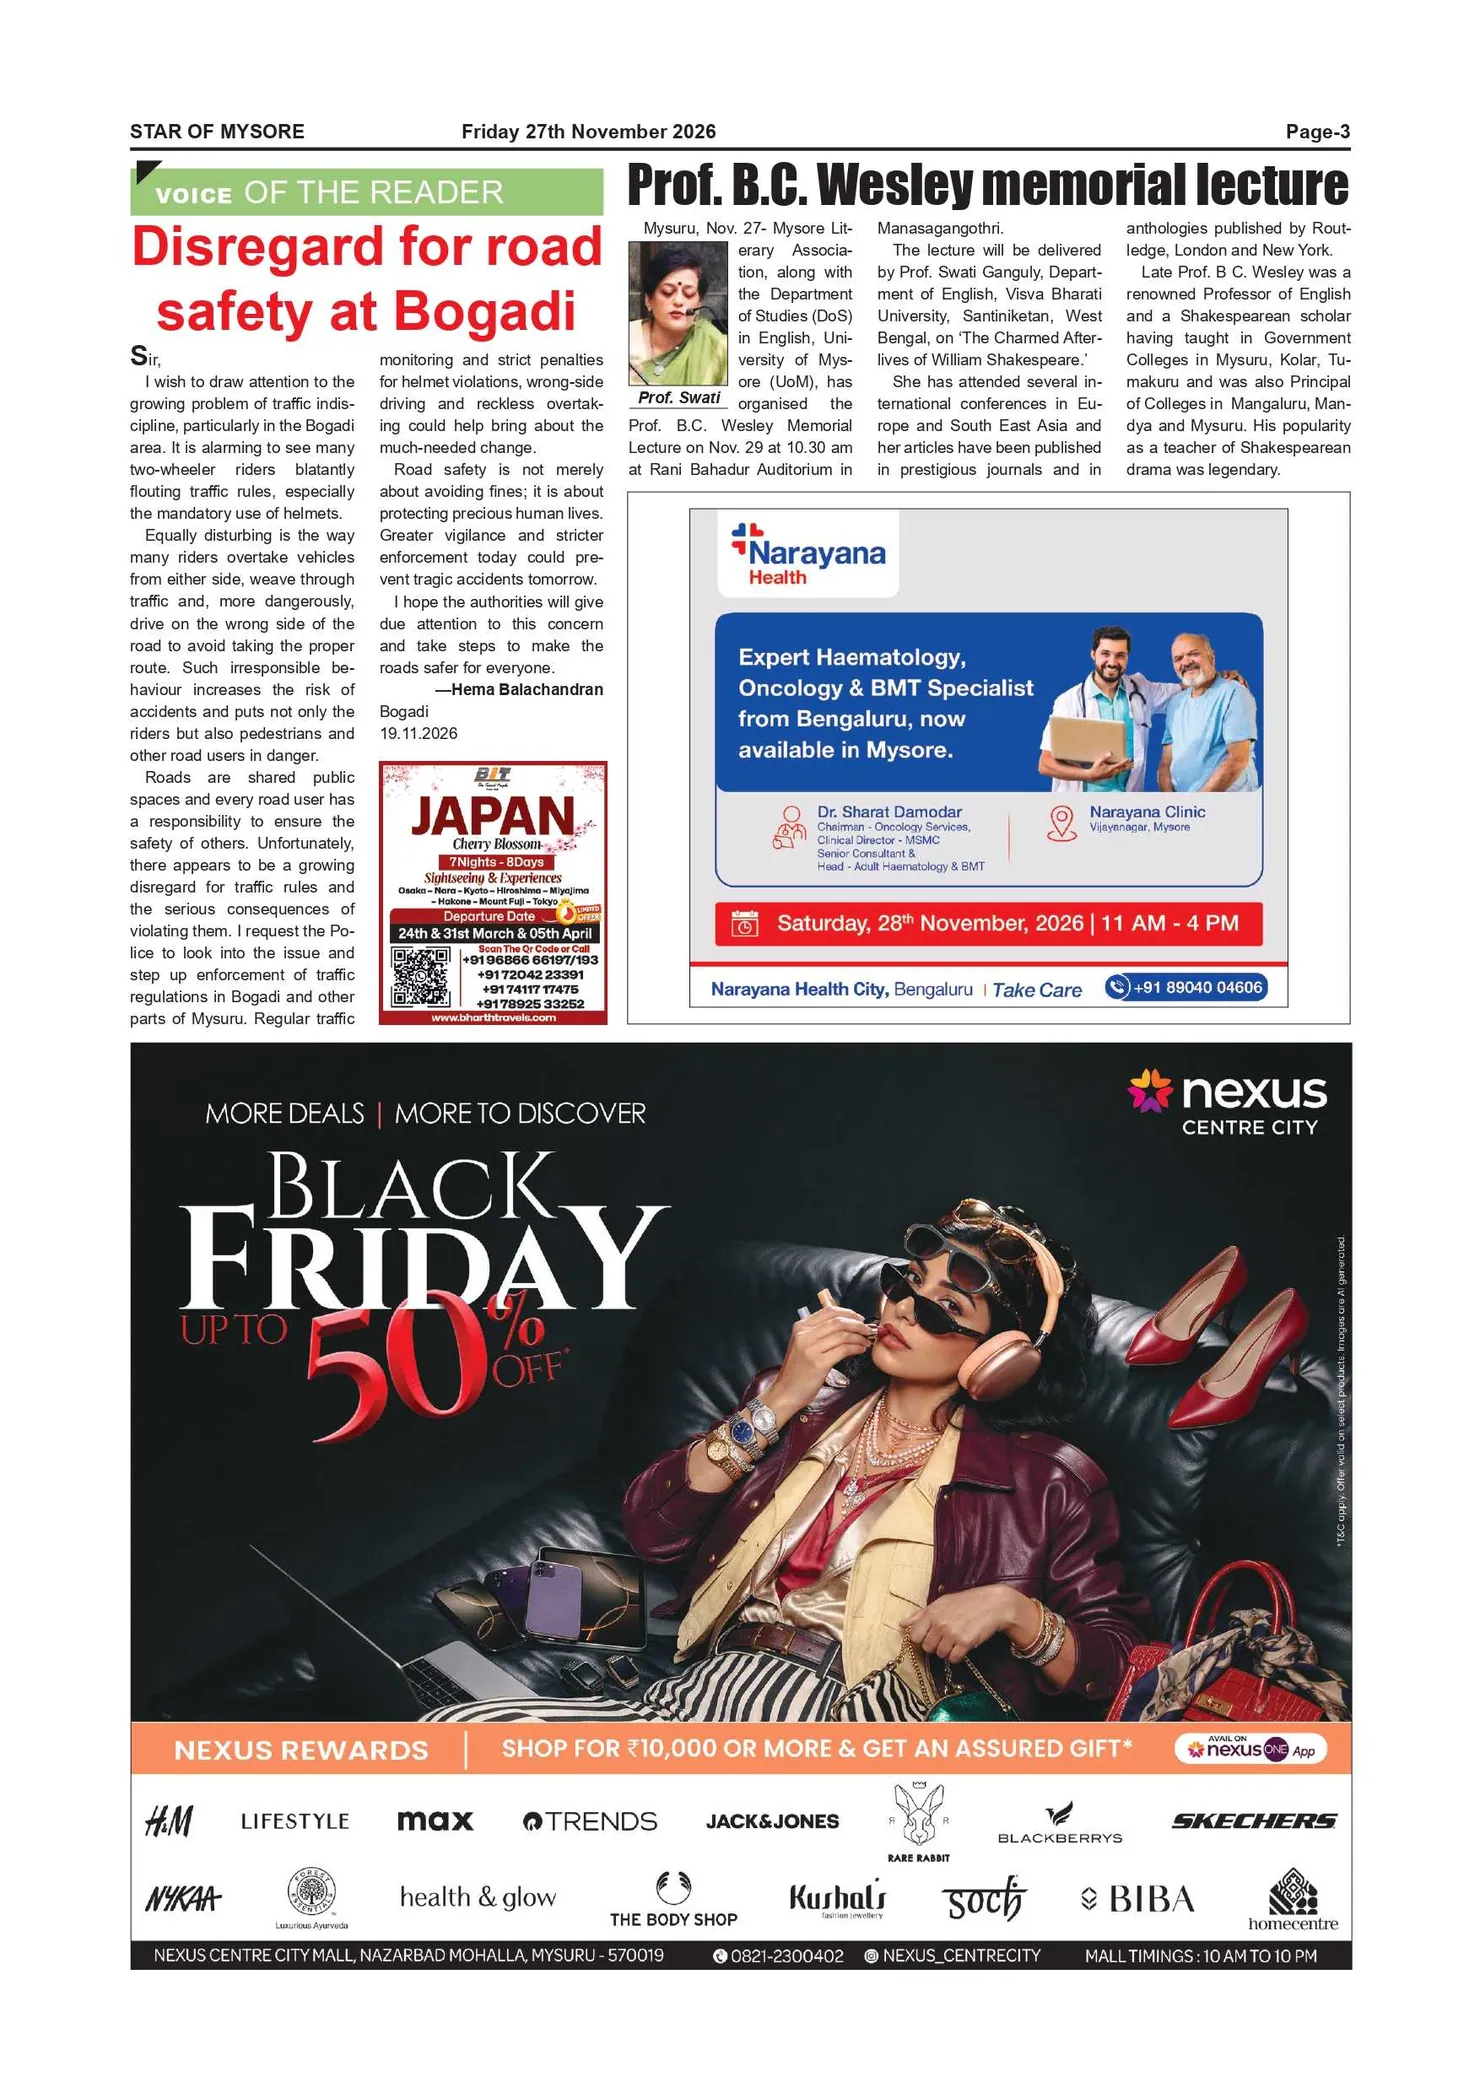 STAR OF MYSORE
Friday 27th November 2026
Page-3
VOICE OF THE READER
Disregard for road
safety at Bogadi
Sir,
I wish to draw attention to the
growing problem of traffic indis-
cipline, particularly in the Bogadi
area. It is alarming to see many
two-wheeler riders blatantly
flouting traffic rules, especially
the mandatory use of helmets.
Equally disturbing is the way
many riders overtake vehicles
from either side, weave through
traffic and, more dangerously,
drive on the wrong side of the
road to avoid taking the proper
route. Such irresponsible be-
haviour increases the risk of
accidents and puts not only the
riders but also pedestrians and
other road users in danger.
Roads are shared public
spaces and every road user has
a responsibility to ensure the
safety of others. Unfortunately,
there appears to be a growing
disregard for traffic rules and
the serious consequences of
violating them. I request the Po-
lice to look into the issue and
step up enforcement of traffic
regulations in Bogadi and other
parts of Mysuru. Regular traffic
monitoring and strict penalties
for helmet violations, wrong-side
driving and reckless overtak-
ing could help bring about the
much-needed change.
Road safety is not merely
about avoiding fines; it is about
protecting precious human lives.
Greater vigilance and stricter
enforcement today could pre-
vent tragic accidents tomorrow.
I hope the authorities will give
due attention to this concern
and take steps to make the
roads safer for everyone.
—Hema Balachandran
Bogadi
19.11.2026
BIT
JAPAN
Cherry Blossom
7Nights - 8Days
Sightseeing & Experiences
Osaka – Nara – Kyoto – Hiroshima – Miyajima
– Hakone – Mount Fuji – Tokyo
LIMITED
OFFER
Departure Date
24th & 31st March & 05th April
Scan The Qr Code or Call
+91 96866 66197/193
+91 72042 23391
+91 74117 17475
+91 78925 33252
www.bharthtravels.com
Prof. B.C. Wesley memorial lecture
Mysuru, Nov. 27- Mysore Lit-
erary Associa-
tion, along with
the Department
of Studies (DoS)
in English, Uni-
versity of Mys-
ore (UoM), has
organised the
Prof. Swati
Prof. B.C. Wesley Memorial
Lecture on Nov. 29 at 10.30 am
at Rani Bahadur Auditorium in
Manasagangothri.
The lecture will be delivered
by Prof. Swati Ganguly, Depart-
ment of English, Visva Bharati
University, Santiniketan, West
Bengal, on ‘The Charmed After-
lives of William Shakespeare.’
She has attended several in-
ternational conferences in Eu-
rope and South East Asia and
her articles have been published
in prestigious journals and in
anthologies published by Rout-
ledge, London and New York.
Late Prof. B C. Wesley was a
renowned Professor of English
and a Shakespearean scholar
having taught in Government
Colleges in Mysuru, Kolar, Tu-
makuru and was also Principal
of Colleges in Mangaluru, Man-
dya and Mysuru. His popularity
as a teacher of Shakespearean
drama was legendary.
Narayana
Health
Expert Haematology,
Oncology & BMT Specialist
from Bengaluru, now
available in Mysore.
Dr. Sharat Damodar
Chairman - Oncology Services,
Clinical Director - MSMC
Senior Consultant &
Head - Adult Haematology & BMT
Narayana Clinic
Vijayanagar, Mysore
Saturday, 28th November, 2026 | 11 AM - 4 PM
Narayana Health City, Bengaluru | Take Care
+91 89040 04606
nexus
CENTRE CITY
MORE DEALS | MORE TO DISCOVER
BLACK
FRIDAY
UP TO 50% OFF*
*T&C apply. Offer valid on select products. Images are AI generated.
NEXUS REWARDS | SHOP FOR ₹10,000 OR MORE & GET AN ASSURED GIFT*
AVAIL ON
nexus ONE App
H&M LIFESTYLE max TRENDS JACK&JONES R R RARE RABBIT BLACKBERRYS SKECHERS
NYKAA FOREST ESSENTIALS Luxurious Ayurveda health & glow THE BODY SHOP Kushal's fashion jewellery soch BIBA homecentre
NEXUS CENTRE CITY MALL, NAZARBAD MOHALLA, MYSURU - 570019 0821-2300402 NEXUS_CENTRECITY MALL TIMINGS : 10 AM TO 10 PM